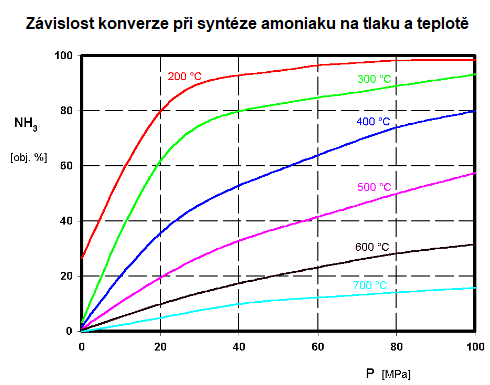 Závislost konverze při syntéze amoniaku na tlaku a teplotě
100
80
60
40
20
0
NH3
[obj. %]
200 °C
300 °C
400 °C
500 °C
600 °C
700 °C
0 20 40 60 80 100
P [MPa]